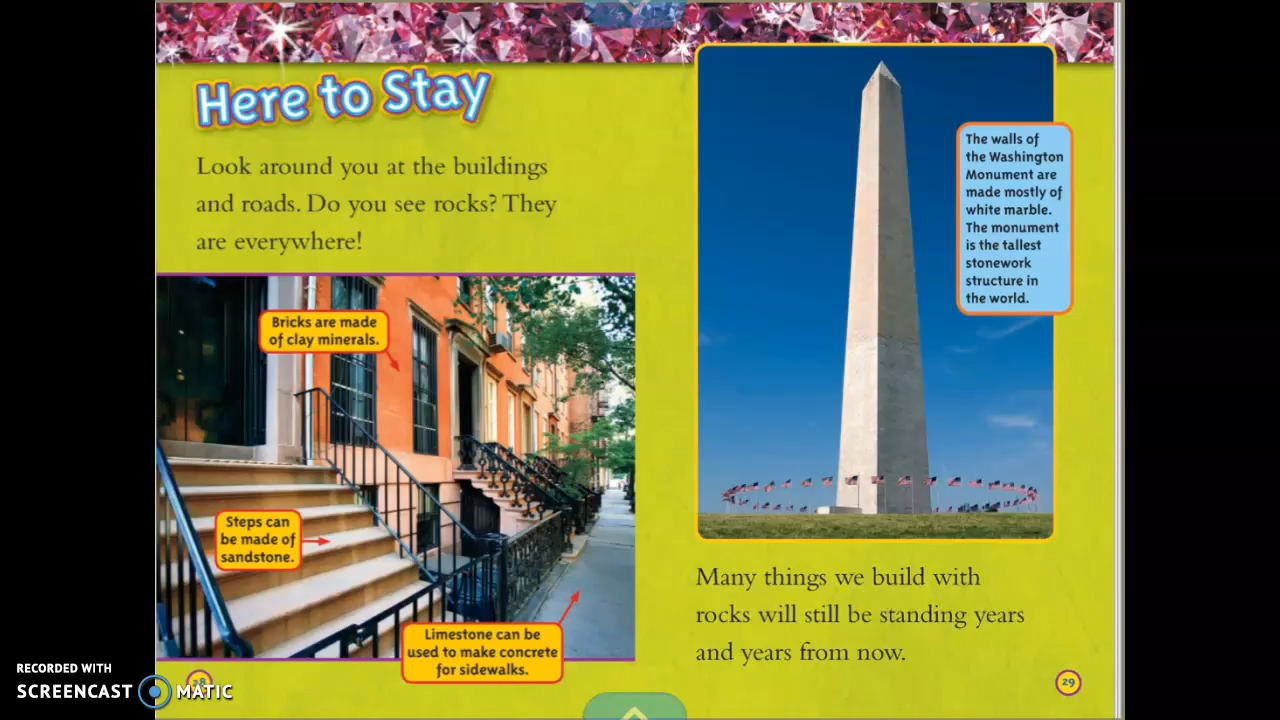 Here to Stay
Look around you at the buildings
and roads. Do you see rocks? They
are everywhere!
Bricks are made
of clay minerals.
Steps can
be made of
sandstone.
Limestone can be
used to make concrete
for sidewalks.
28
The walls of
the Washington
Monument are
made mostly of
white marble.
The monument
is the tallest
stonework
structure in
the world.
Many things we build with
rocks will still be standing years
and years from now.
29
RECORDED WITH
SCREENCAST MATIC